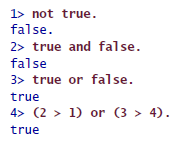 1> not true.
false.
2> true and false.
false
3> true or false.
true
4> (2 > 1) or (3 > 4).
true